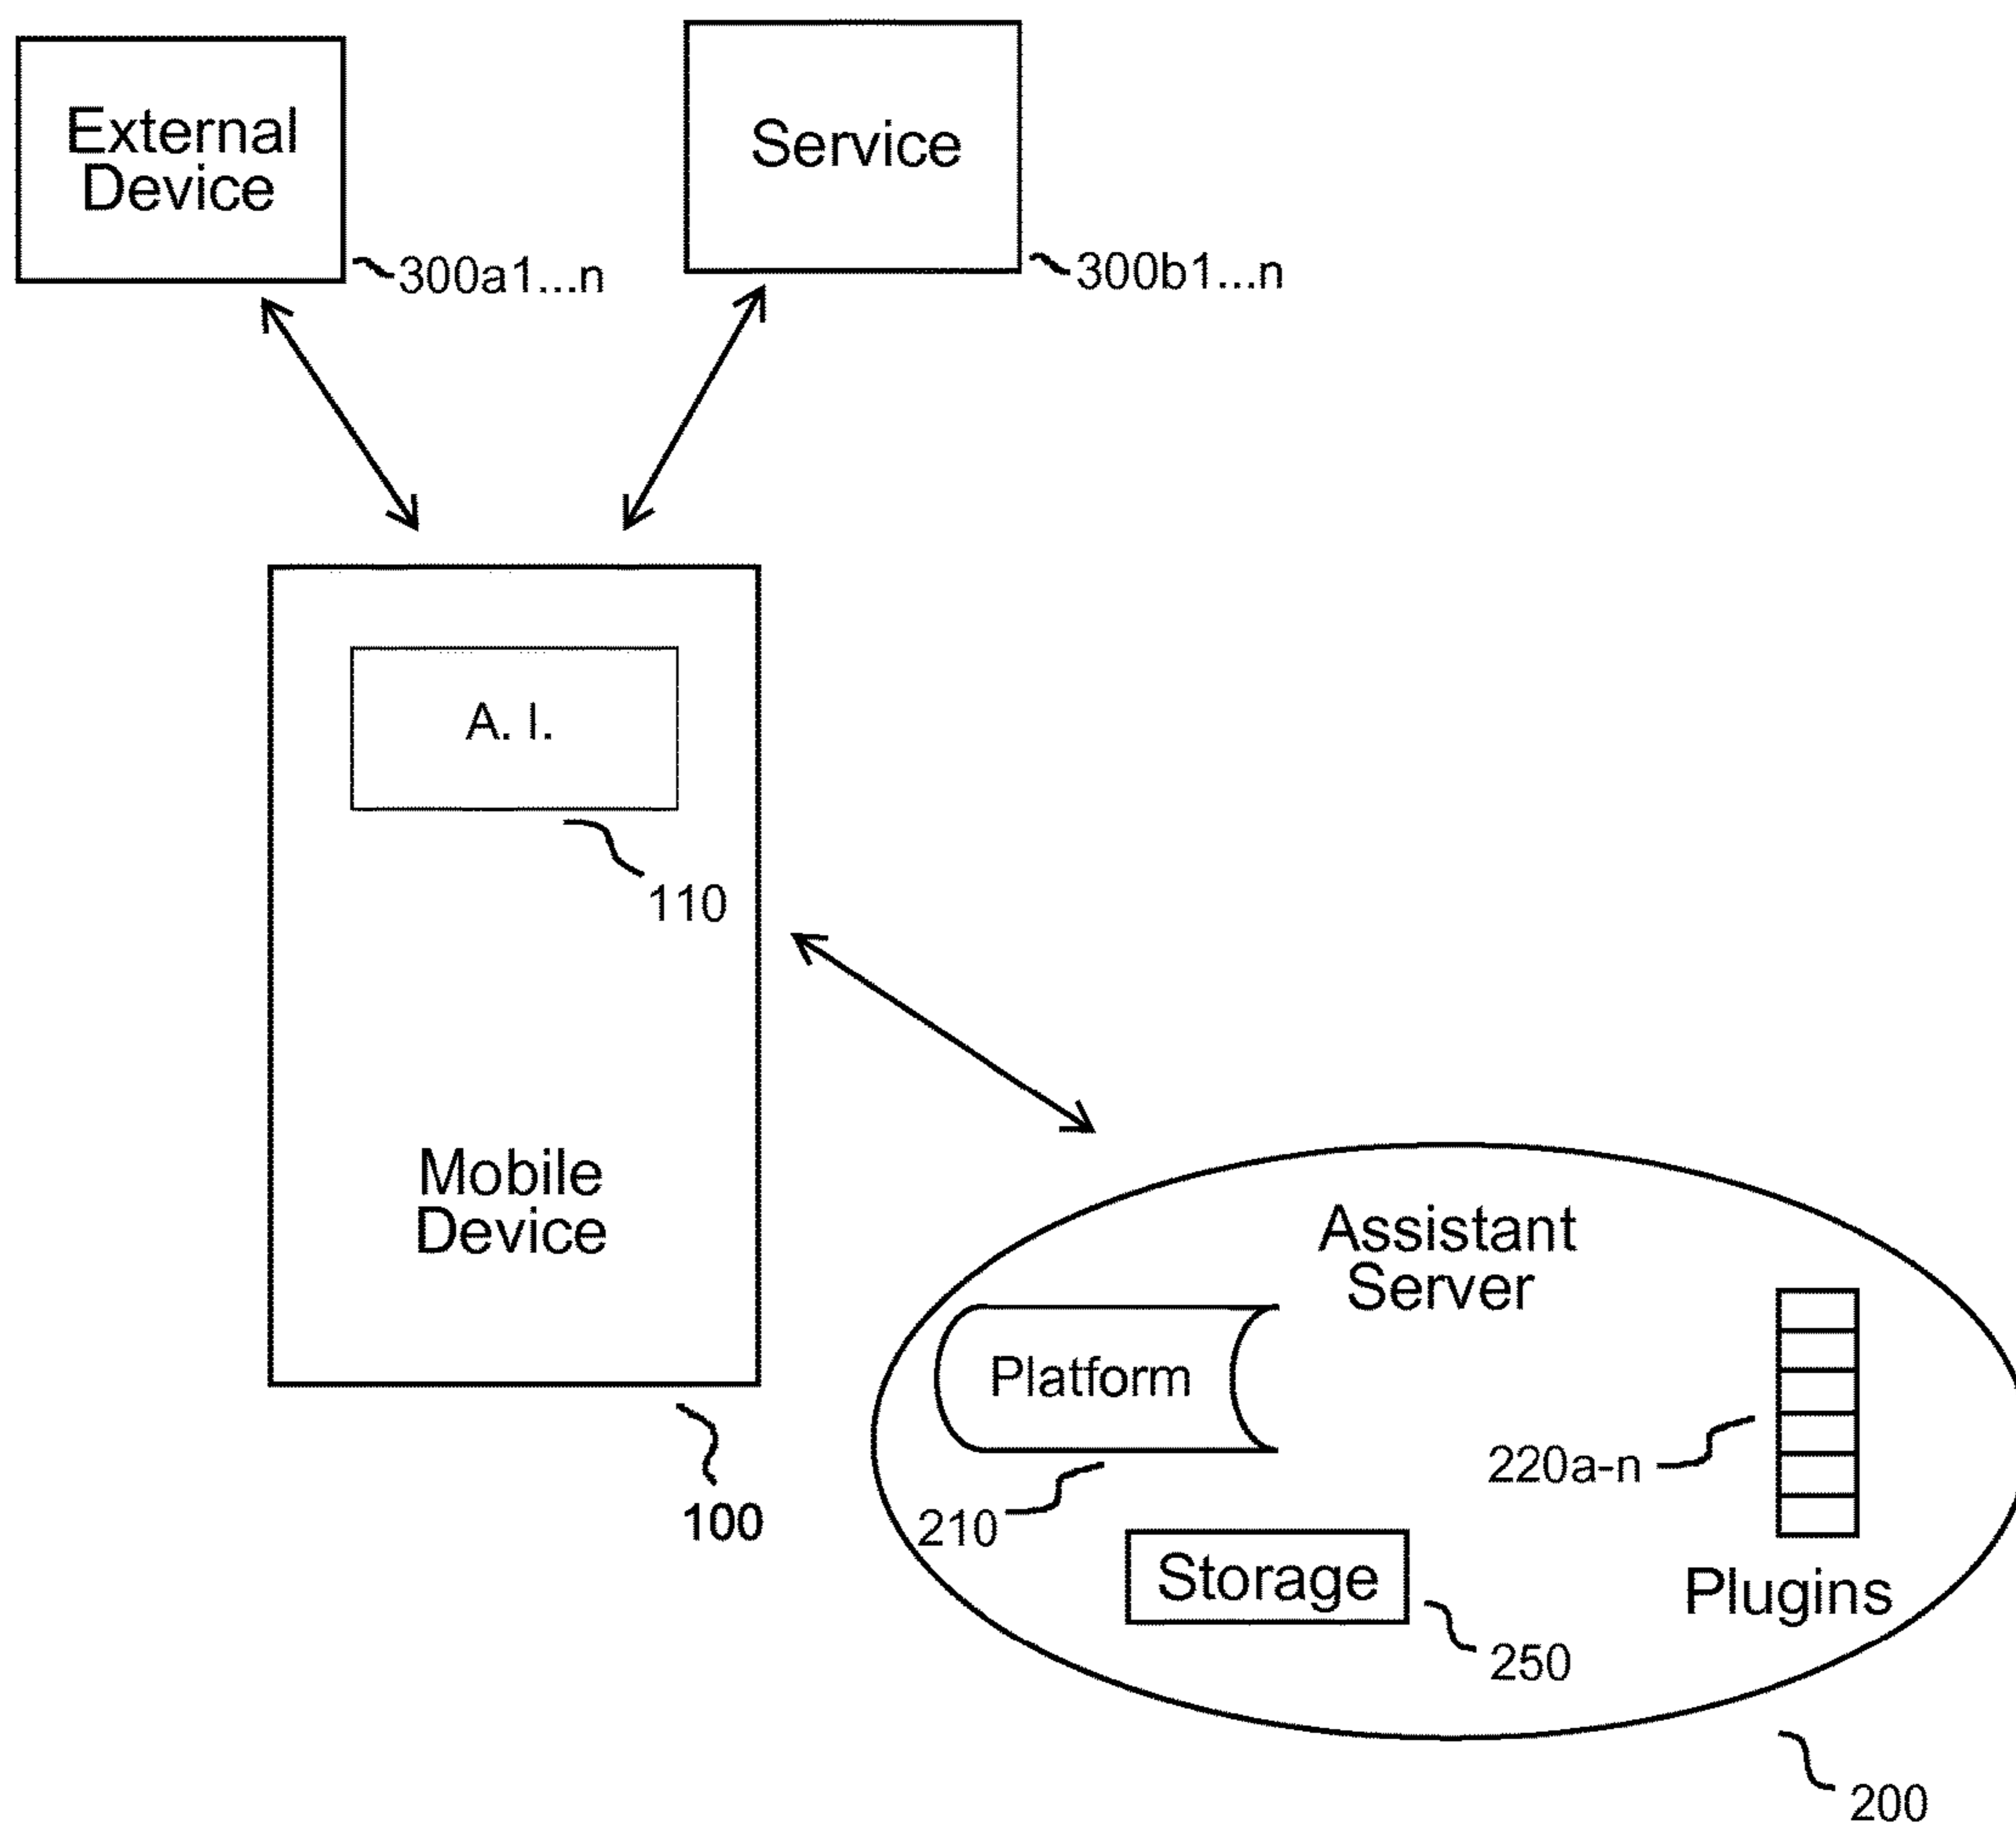 External
Device
300a1...n
Service
300b1...n
A. I.
110
Mobile
Device
100
Assistant
Server
Platform
210
220a-n
Storage
250
Plugins
200